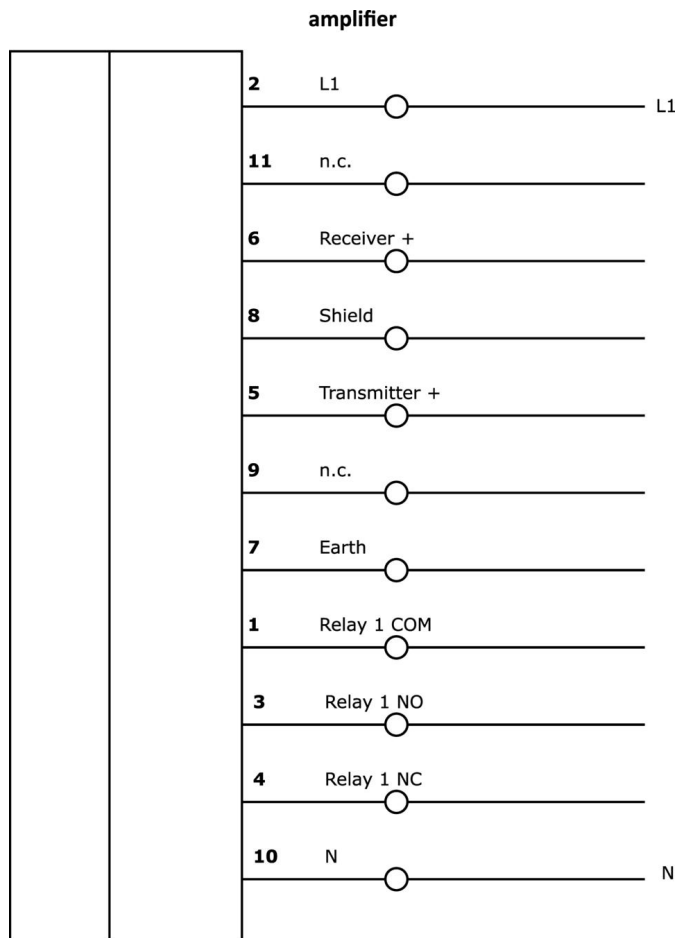 amplifier
2 L1
L1
11 n.c.
6 Receiver +
8 Shield
5 Transmitter +
9 n.c.
7 Earth
1 Relay 1 COM
3 Relay 1 NO
4 Relay 1 NC
10 N
N